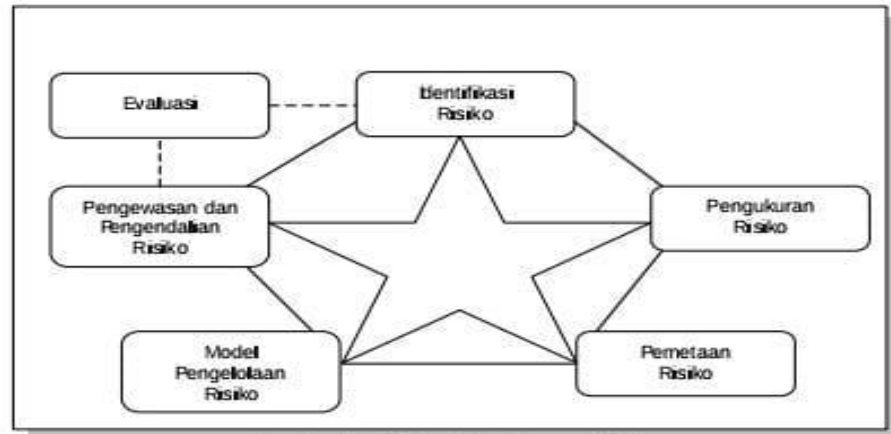 Evaluasi
Identifikasi
Risiko
Pengewasan dan
Pengendalian
Risiko
Pengukuran
Risiko
Model
Pengelolaan
Risiko
Pemetaan
Risiko